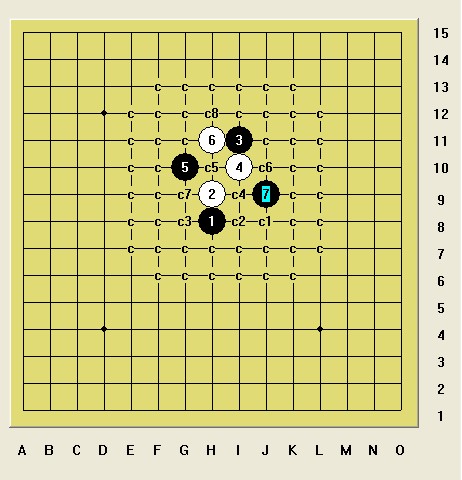 15
14
c c c c c c 13
c c c c8 c c c c 12
c c c 6 3 c c c 11
c c 5 c5 4 c6 c c 10
c c c7 2 c4 7 c c 9
c c c3 1 c2 c1 c c 8
c c c c c c c c 7
c c c c c c 6
5
4
3
2
1
A B C D E F G H I J K L M N O